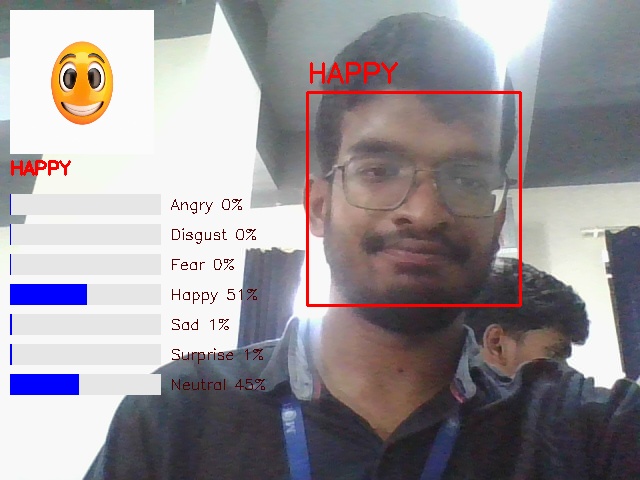 HAPPY
HAPPY
Angry 0%
Disgust 0%
Fear 0%
Happy 51%
Sad 1%
Surprise 1%
Neutral 45%